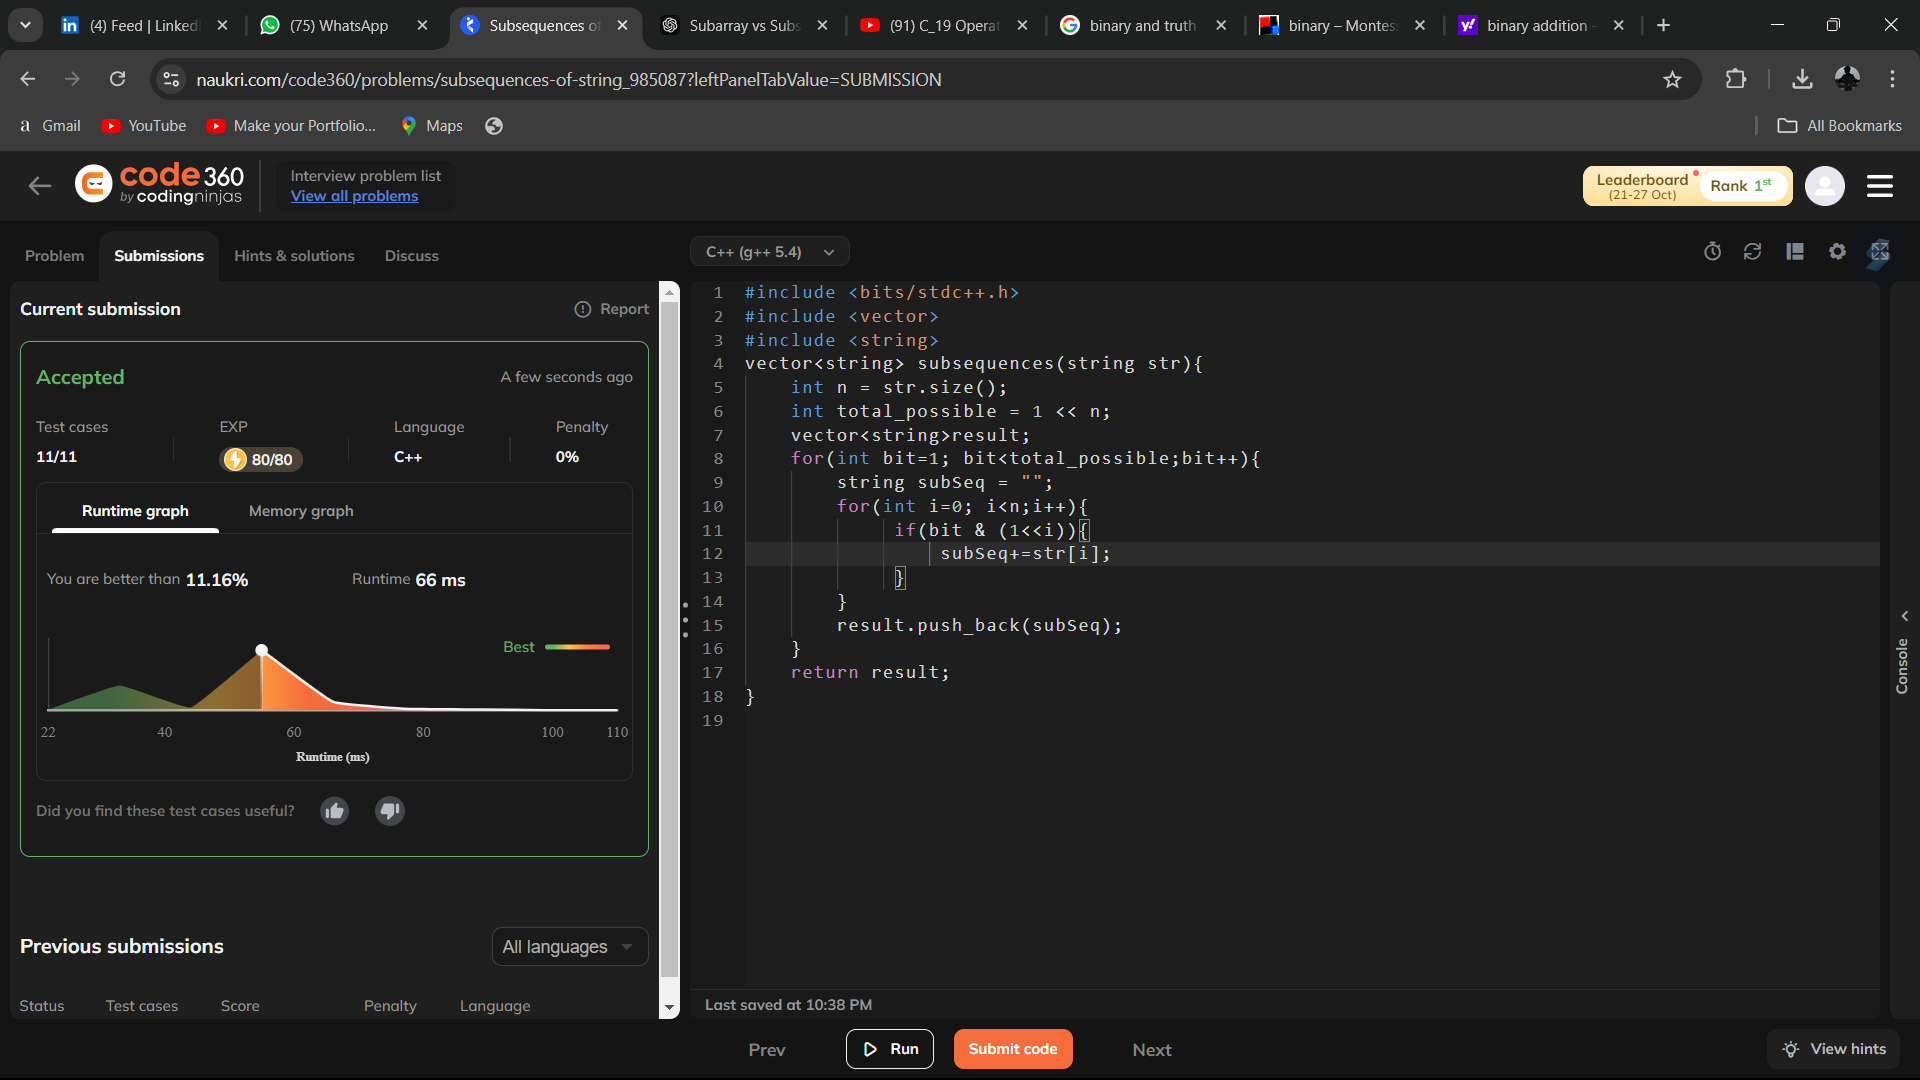 (4) Feed | Linked
(75) WhatsApp
Subsequences of
Subarray vs Subs
(91) C_19 Operat
binary and truth
binary – Montes
binary addition -
naukri.com/code360/problems/subsequences-of-string_985087?leftPanelTabValue=SUBMISSION
Gmail
YouTube
Make your Portfolio...
Maps
All Bookmarks
code 360
by codingninjas
Interview problem list
View all problems
Leaderboard
(21-27 Oct)
Rank 1st
Problem
Submissions
Hints & solutions
Discuss
C++ (g++ 5.4)
Current submission
Report
Accepted
A few seconds ago
Test cases
EXP
Language
Penalty
11/11
80/80
C++
0%
Runtime graph
Memory graph
You are better than 11.16%
Runtime 66 ms
Best
22 40 60 80 100 110
Runtime (ms)
Did you find these test cases useful?
Previous submissions
All languages
Status Test cases Score Penalty Language
1 #include <bits/stdc++.h>
2 #include <vector>
3 #include <string>
4 vector<string> subsequences(string str){
5 int n = str.size();
6 int total_possible = 1 << n;
7 vector<string>result;
8 for(int bit=1; bit<total_possible;bit++){
9 string subSeq = "";
10 for(int i=0; i<n;i++){
11 if(bit & (1<<i)){
12 subSeq+=str[i];
13 }
14 }
15 result.push_back(subSeq);
16 }
17 return result;
18 }
19
Console
Last saved at 10:38 PM
Prev
Run
Submit code
Next
View hints